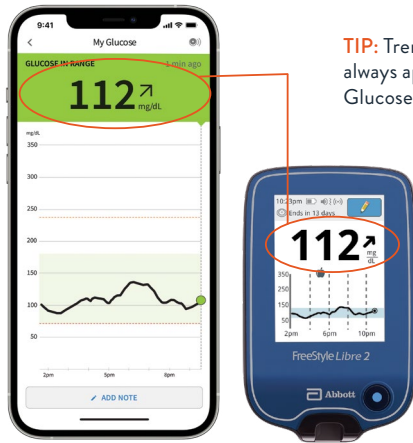 9:41
My Glucose
GLUCOSE IN RANGE
1 min ago
112
mg/dL
mg/dL
350
300
250
200
150
100
50
2pm
5pm
8pm
ADD NOTE
TIP: Tren
always ap
Glucose
10:23pm
Ends in 13 days
112
mg
dL
350
250
150
50
2pm
6pm
10pm
FreeStyle Libre 2
Abbott